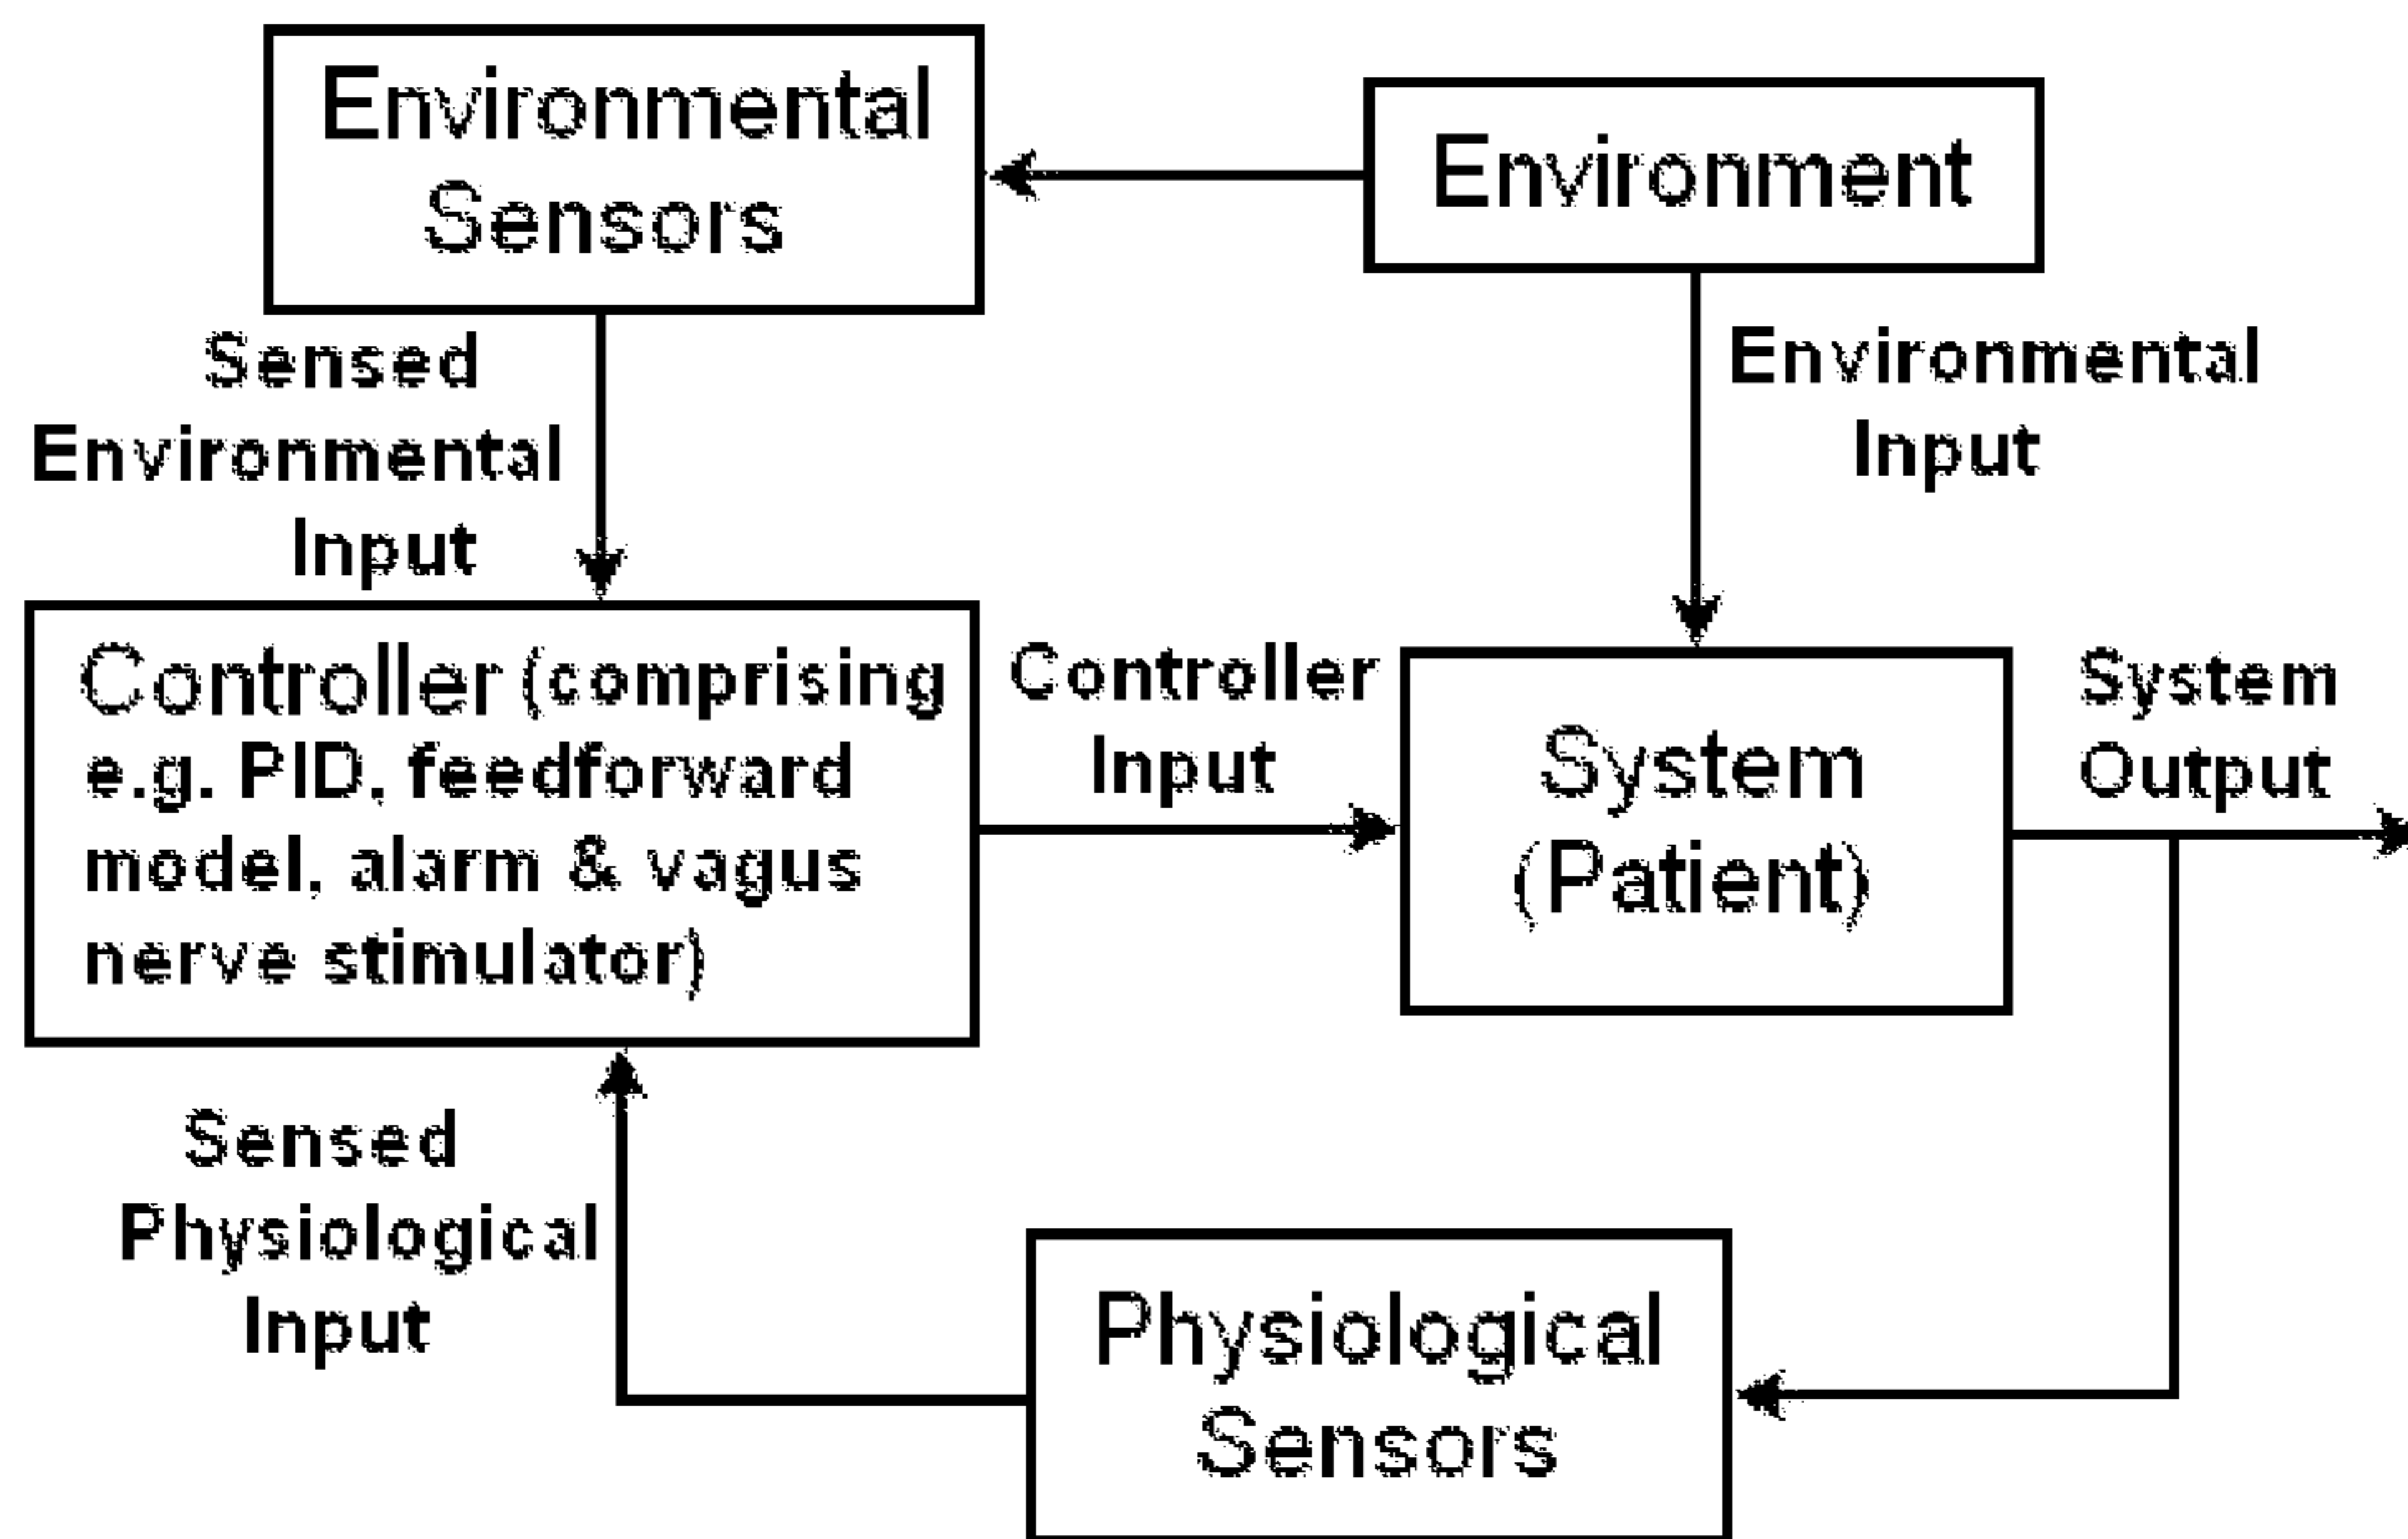 Environmental
Sensors
Environment
Sensed
Environmental
Input
Environmental
Input
Controller (comprising
e.g. PID, feedforward
model, alarm & vagus
nerve stimulator)
Controller
Input
System
(Patient)
System
Output
Sensed
Physiological
Input
Physiological
Sensors